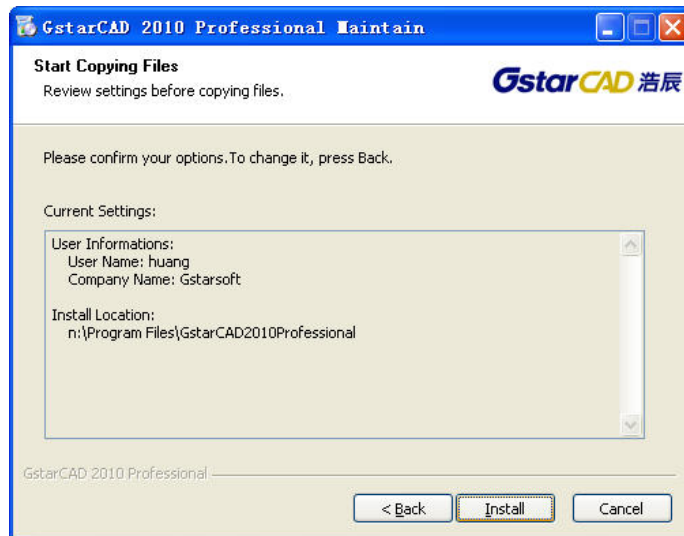 GstarCAD 2010 Professional Maintain
Start Copying Files
Review settings before copying files.
GstarCAD 浩辰
Please confirm your options.To change it, press Back.
Current Settings:
User Informations:
User Name: huang
Company Name: Gstarsoft
Install Location:
n:\Program Files\GstarCAD2010Professional
GstarCAD 2010 Professional
< Back
Install
Cancel